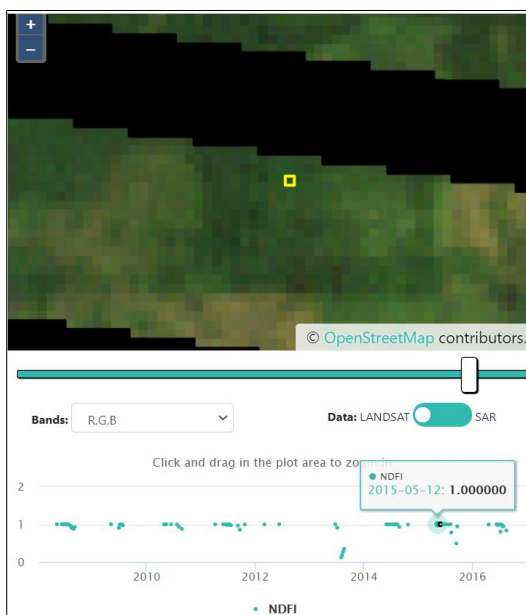 +
−
© OpenStreetMap contributors.
Bands: R,G,B Data: LANDSAT SAR
Click and drag in the plot area to zoom in
NDFI
2015-05-12: 1.000000
2
1
0
2010 2012 2014 2016
NDFI